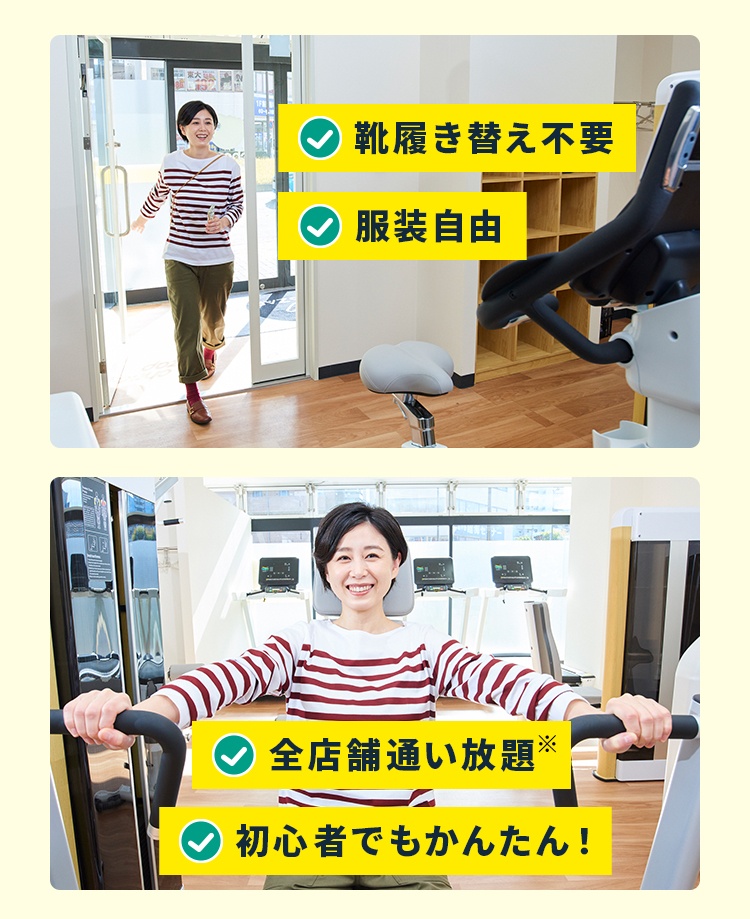 靴履き替え不要
服装自由
全店舗通い放題※
初心者でもかんたん！